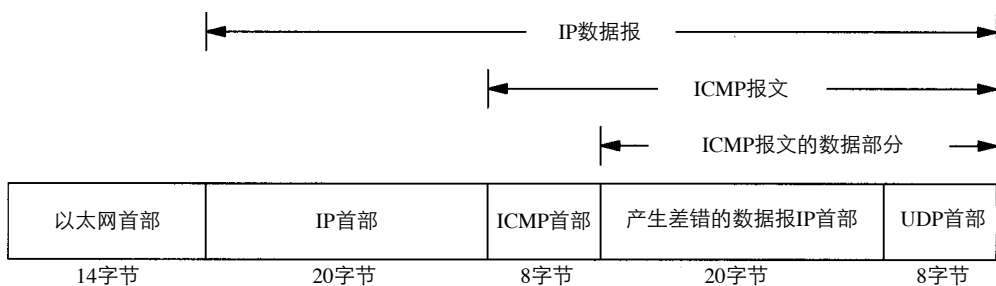 IP数据报
ICMP报文
ICMP报文的数据部分
以太网首部 IP首部 ICMP首部 产生差错的数据报IP首部 UDP首部
14字节 20字节 8字节 20字节 8字节